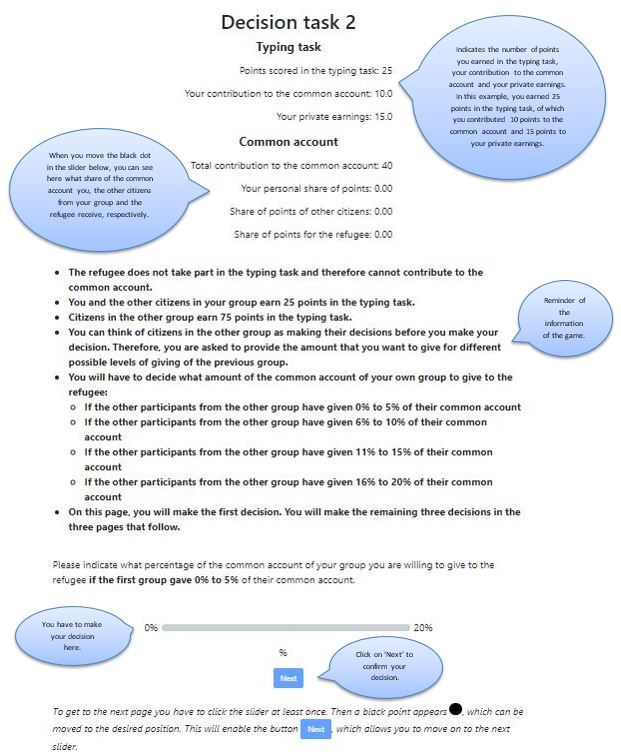 Decision task 2
Typing task
Points scored in the typing task: 25
Your contribution to the common account: 10.0
Your private earnings: 15.0
Indicates the number of points
you earned in the typing task,
your contribution to the common
account and your private earnings.
In this example, you earned 25
points in the typing task, of which
you contributed 10 points to the
common account and 15 points to
your private earnings.
Common account
Total contribution to the common account: 40
Your personal share of points: 0.00
Share of points of other citizens: 0.00
Share of points for the refugee: 0.00
When you move the black dot
in the slider below, you can see
here what share of the common
account you, the other citizens
from your group and the
refugee receive, respectively.
• The refugee does not take part in the typing task and therefore cannot contribute to the
common account.
• You and the other citizens in your group earn 25 points in the typing task.
• Citizens in the other group earn 75 points in the typing task.
• You can think of citizens in the other group as making their decisions before you make your
decision. Therefore, you are asked to provide the amount that you want to give for different
possible levels of giving of the previous group.
• You will have to decide what amount of the common account of your own group to give to the
refugee:
o If the other participants from the other group have given 0% to 5% of their common account
o If the other participants from the other group have given 6% to 10% of their common
account
o If the other participants from the other group have given 11% to 15% of their common
account
o If the other participants from the other group have given 16% to 20% of their common
account
• On this page, you will make the first decision. You will make the remaining three decisions in the
three pages that follow.
Reminder of
the
information
of the game.
Please indicate what percentage of the common account of your group you are willing to give to the
refugee if the first group gave 0% to 5% of their common account.
You have to make
your decision
here.
0% 20%
%
Next
Click on ‘Next’ to
confirm your
decision.
To get to the next page you have to click the slider at least once. Then a black point appears , which can be
moved to the desired position. This will enable the button Next , which allows you to move on to the next
slider.